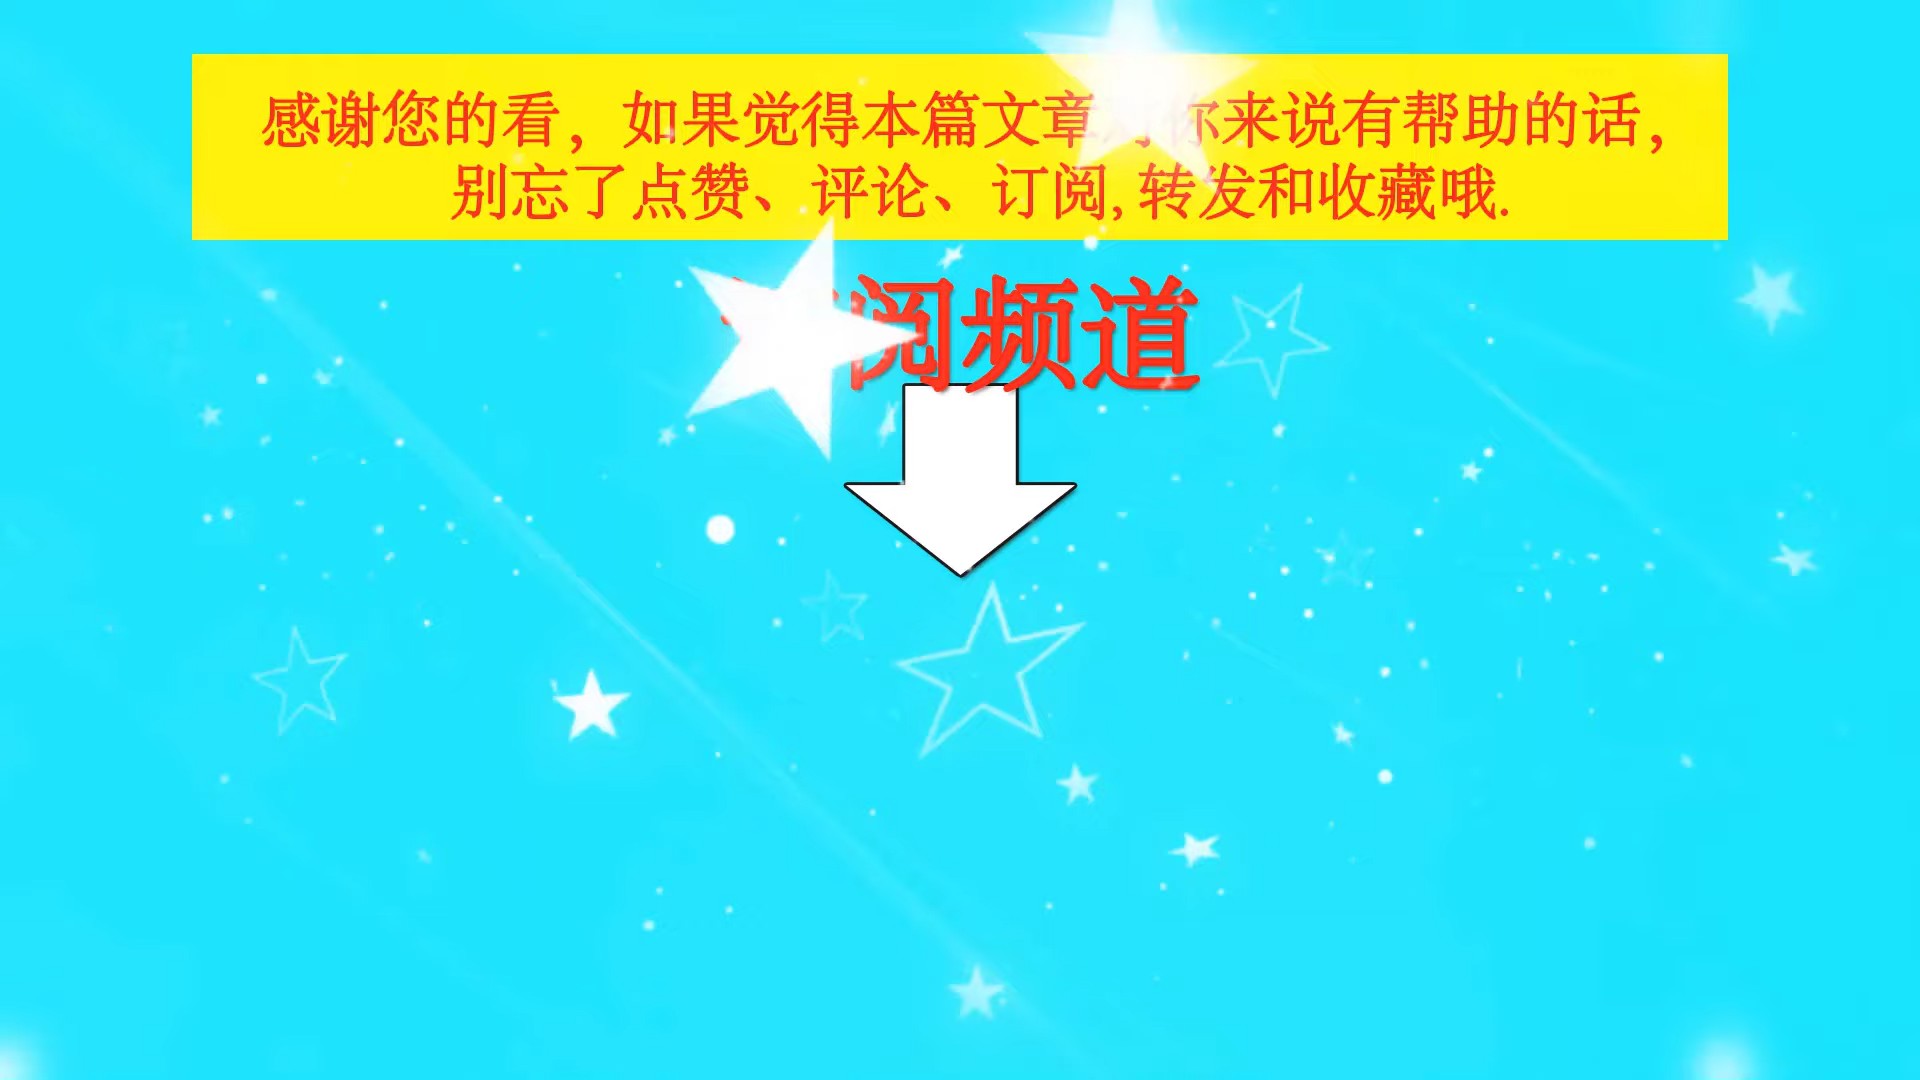 感谢您的看，如果觉得本篇文章对你来说有帮助的话，
别忘了点赞、评论、订阅,转发和收藏哦.
阅频道